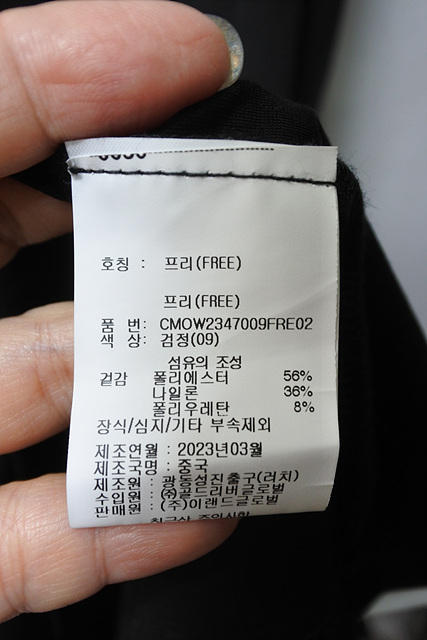 호칭 : 프리(FREE)
프리(FREE)
품 번: CMOW2347009FRE02
색 상: 검정(09)
섬유의 조성
겉감 폴리에스터 56%
나일론 36%
폴리우레탄 8%
장식/심지/기타 부속제외
제조연월 : 2023년03월
제조국명 : 중국
제조원 : 광동성진출구(러치)
수입원 : ㈜골드리버글로벌
판매원 : (주)이랜드글로벌